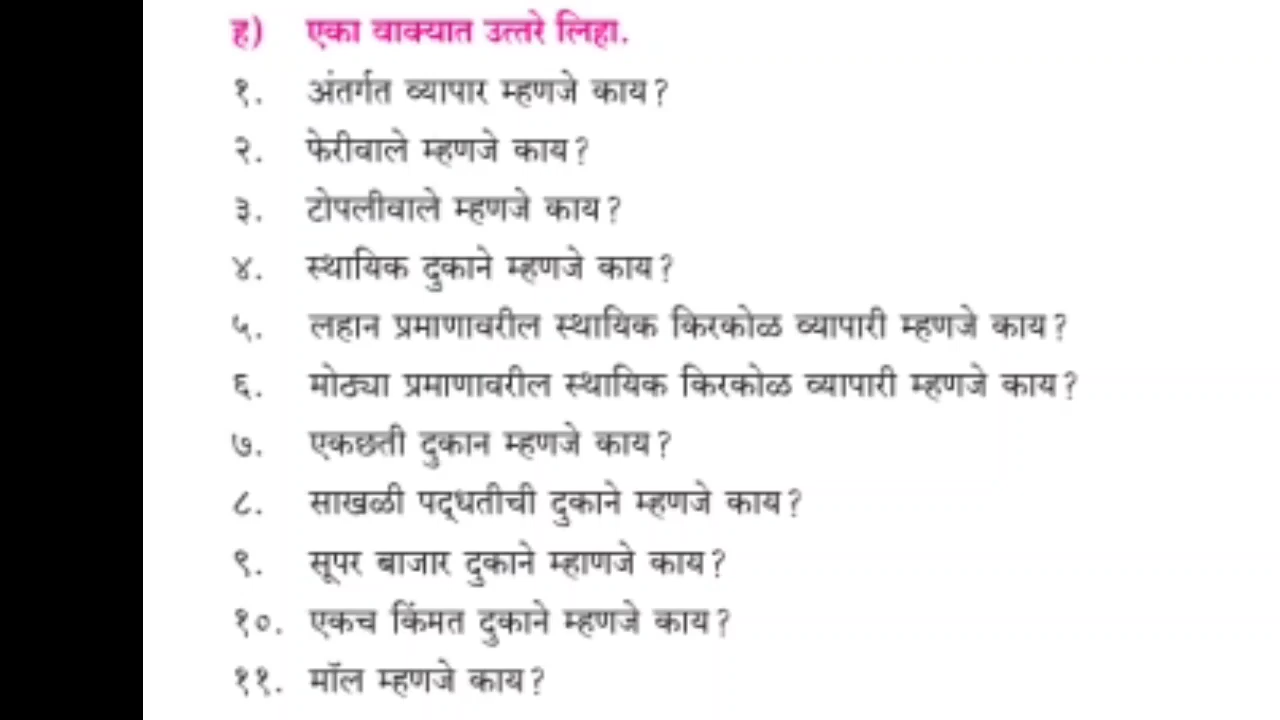 ह) एका वाक्यात उत्तरे लिहा.
१. अंतर्गत व्यापार म्हणजे काय?
२. फेरीवाले म्हणजे काय?
३. टोपलीवाले म्हणजे काय?
४. स्थायिक दुकाने म्हणजे काय?
५. लहान प्रमाणावरील स्थायिक किरकोळ व्यापारी म्हणजे काय?
६. मोठ्या प्रमाणावरील स्थायिक किरकोळ व्यापारी म्हणजे काय?
७. एकछती दुकान म्हणजे काय?
८. साखळी पद्धतीची दुकाने म्हणजे काय?
९. सूपर बाजार दुकाने म्हाणजे काय?
१०. एकच किंमत दुकाने म्हणजे काय?
११. मॉल म्हणजे काय?